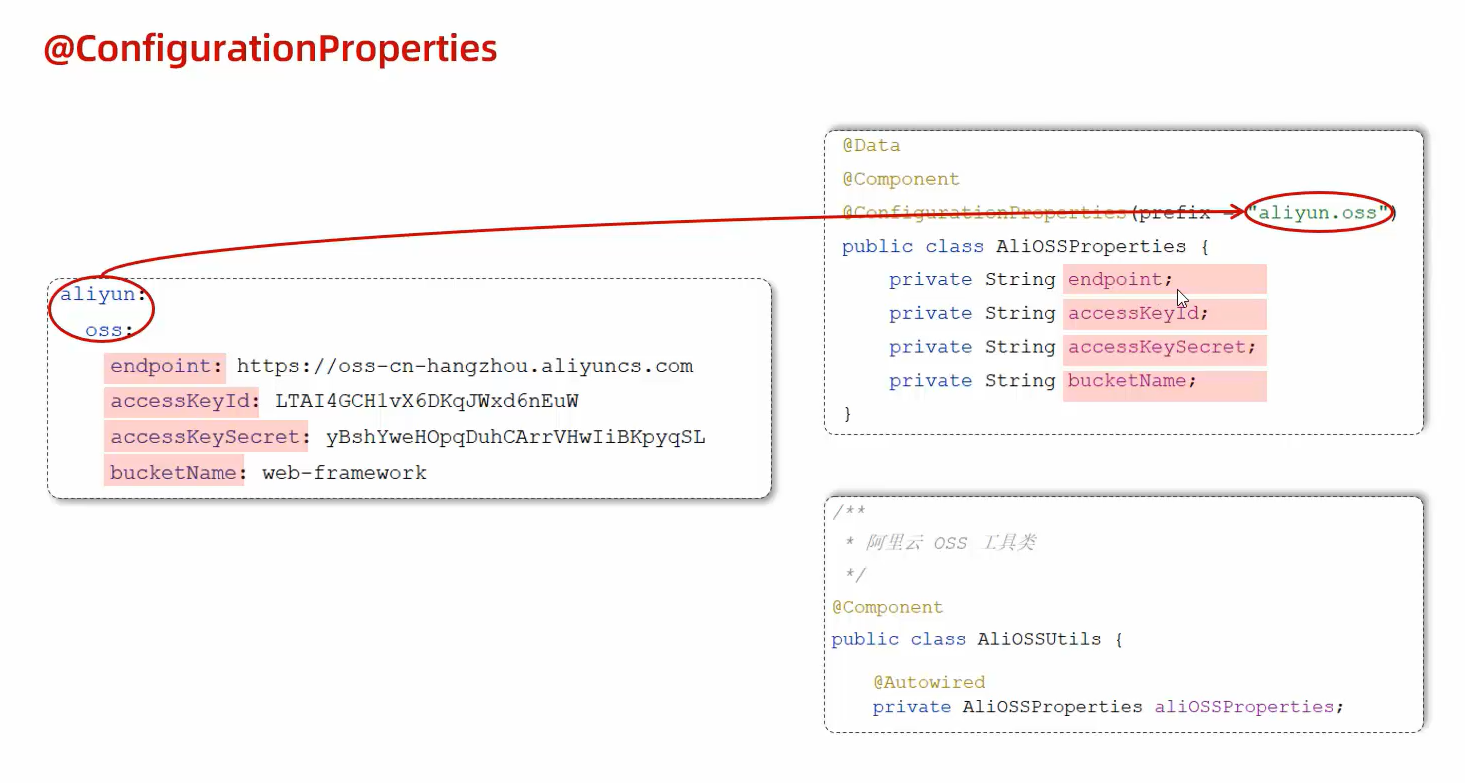 @ConfigurationProperties
aliyun:
oss:
endpoint: https://oss-cn-hangzhou.aliyuncs.com
accessKeyId: LTAI4GCH1vX6DKqJWxd6nEuW
accessKeySecret: yBshYweHOpqDuhCArrVHwIiBKpyqSL
bucketName: web-framework
@Data
@Component
@ConfigurationProperties(prefix = "aliyun.oss")
public class AliOSSProperties {
private String endpoint;
private String accessKeyId;
private String accessKeySecret;
private String bucketName;
}
/**
* 阿里云 OSS 工具类
*/
@Component
public class AliOSSUtils {
@Autowired
private AliOSSProperties aliOSSProperties;